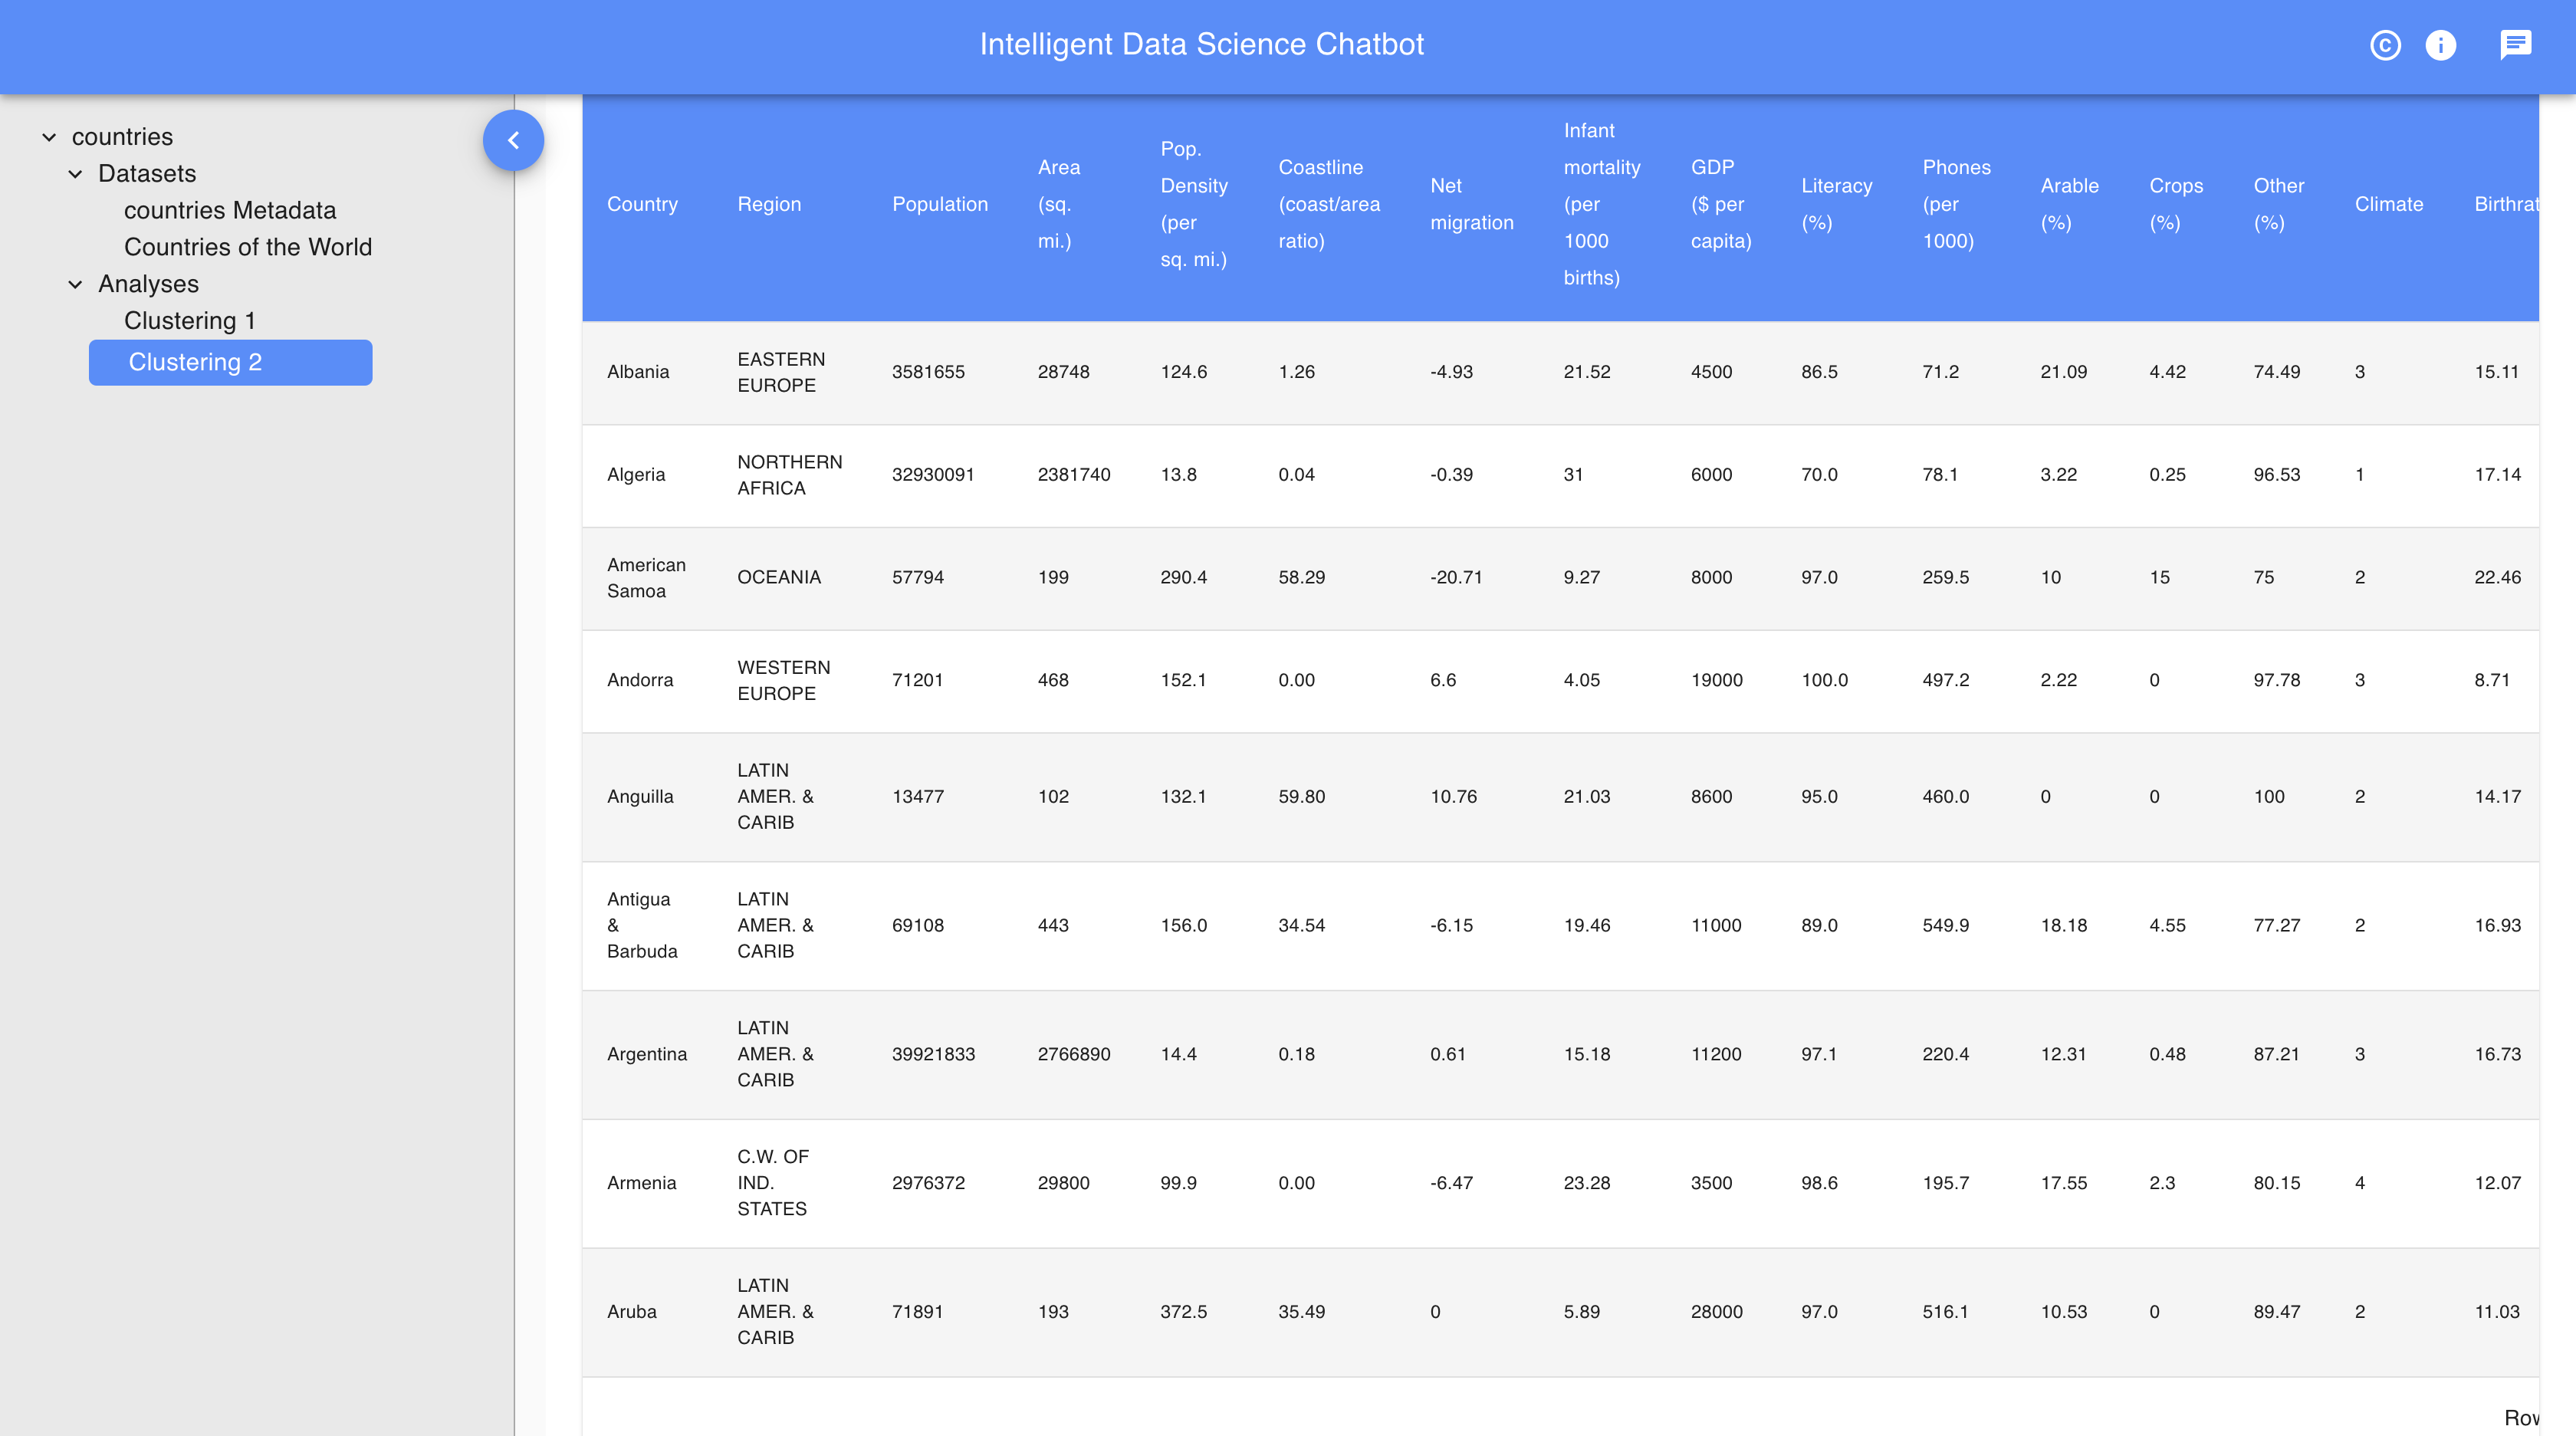 Intelligent Data Science Chatbot
countries
Datasets
countries Metadata
Countries of the World
Analyses
Clustering 1
Clustering 2
Country Region Population Area (sq. mi.) Pop. Density (per sq. mi.) Coastline (coast/area ratio) Net migration Infant mortality (per 1000 births) GDP ($ per capita) Literacy (%) Phones (per 1000) Arable (%) Crops (%) Other (%) Climate Birthrat
Albania EASTERN EUROPE 3581655 28748 124.6 1.26 -4.93 21.52 4500 86.5 71.2 21.09 4.42 74.49 3 15.11
Algeria NORTHERN AFRICA 32930091 2381740 13.8 0.04 -0.39 31 6000 70.0 78.1 3.22 0.25 96.53 1 17.14
American Samoa OCEANIA 57794 199 290.4 58.29 -20.71 9.27 8000 97.0 259.5 10 15 75 2 22.46
Andorra WESTERN EUROPE 71201 468 152.1 0.00 6.6 4.05 19000 100.0 497.2 2.22 0 97.78 3 8.71
Anguilla LATIN AMER. & CARIB 13477 102 132.1 59.80 10.76 21.03 8600 95.0 460.0 0 0 100 2 14.17
Antigua & Barbuda LATIN AMER. & CARIB 69108 443 156.0 34.54 -6.15 19.46 11000 89.0 549.9 18.18 4.55 77.27 2 16.93
Argentina LATIN AMER. & CARIB 39921833 2766890 14.4 0.18 0.61 15.18 11200 97.1 220.4 12.31 0.48 87.21 3 16.73
Armenia C.W. OF IND. STATES 2976372 29800 99.9 0.00 -6.47 23.28 3500 98.6 195.7 17.55 2.3 80.15 4 12.07
Aruba LATIN AMER. & CARIB 71891 193 372.5 35.49 0 5.89 28000 97.0 516.1 10.53 0 89.47 2 11.03
Row